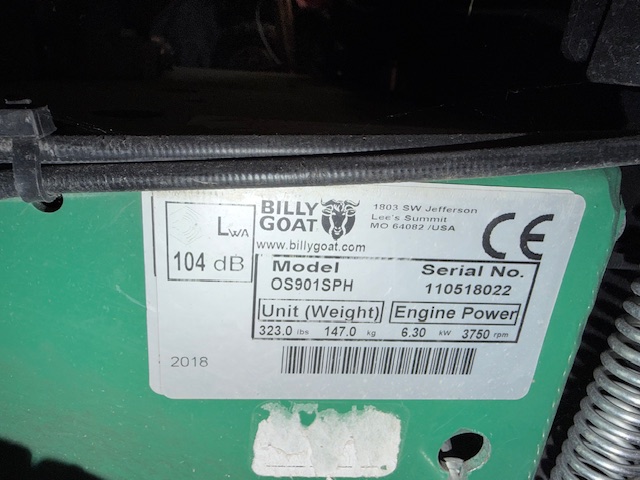 LWA
104 dB
BILLY GOAT
www.billygoat.com
1803 SW Jefferson
Lee's Summit
MO 64082 /USA
CE
Model
OS901SPH
Serial No.
110518022
Unit (Weight)
323.0 lbs 147.0 kg
Engine Power
6.30 kW 3750 rpm
2018